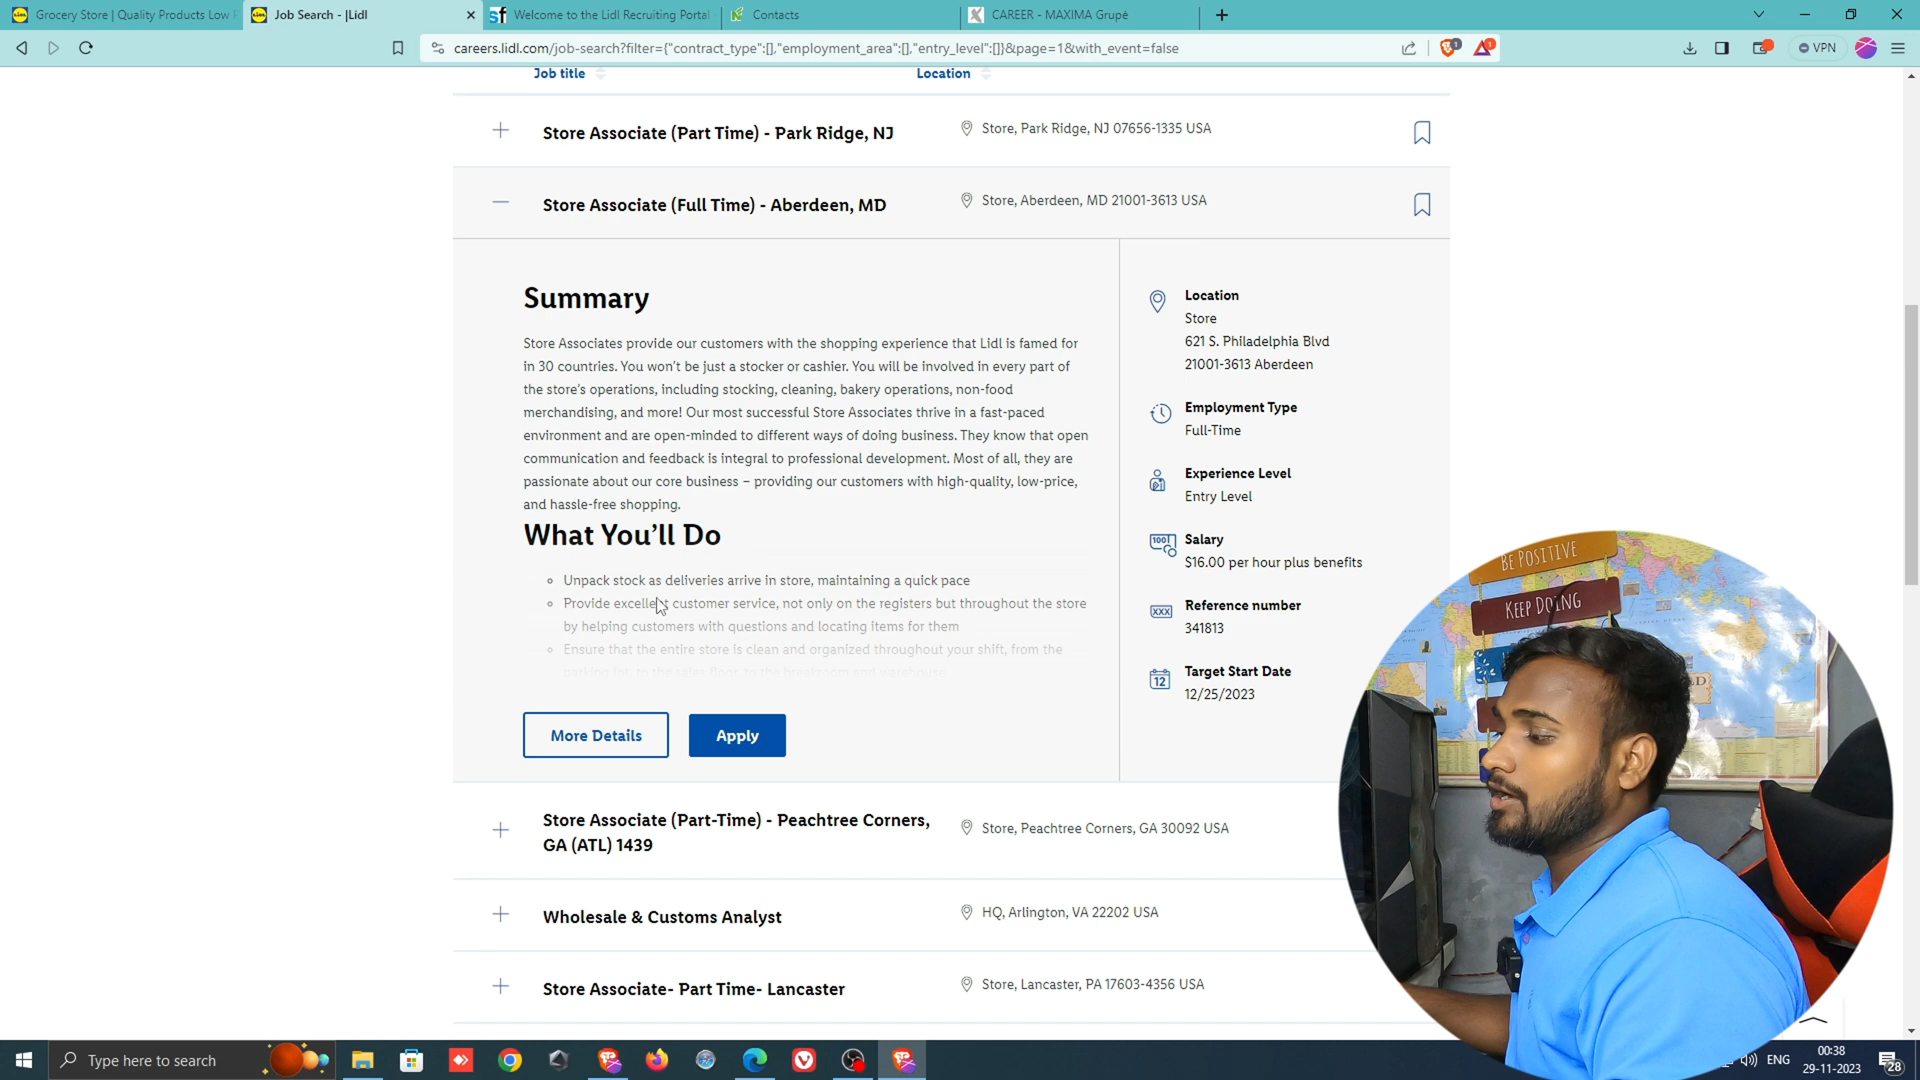 Grocery Store | Quality Products Low P
Job Search - |Lidl
Welcome to the Lidl Recruiting Portal
Contacts
CAREER - MAXIMA Grupė
careers.lidl.com/job-search?filter={"contract_type":[],"employment_area":[],"entry_level":[]}&page=1&with_event=false
VPN
Job title
Location
Store Associate (Part Time) - Park Ridge, NJ
Store, Park Ridge, NJ 07656-1335 USA
Store Associate (Full Time) - Aberdeen, MD
Store, Aberdeen, MD 21001-3613 USA
Summary
Store Associates provide our customers with the shopping experience that Lidl is famed for
in 30 countries. You won't be just a stocker or cashier. You will be involved in every part of
the store's operations, including stocking, cleaning, bakery operations, non-food
merchandising, and more! Our most successful Store Associates thrive in a fast-paced
environment and are open-minded to different ways of doing business. They know that open
communication and feedback is integral to professional development. Most of all, they are
passionate about our core business – providing our customers with high-quality, low-price,
and hassle-free shopping.
What You'll Do
Unpack stock as deliveries arrive in store, maintaining a quick pace
Provide excellent customer service, not only on the registers but throughout the store
by helping customers with questions and locating items for them
Ensure that the entire store is clean and organized throughout your shift, from the
parking lot, to the sales floor, to the breakroom and warehouse
More Details
Apply
Location
Store
621 S. Philadelphia Blvd
21001-3613 Aberdeen
Employment Type
Full-Time
Experience Level
Entry Level
Salary
$16.00 per hour plus benefits
Reference number
341813
Target Start Date
12/25/2023
Store Associate (Part-Time) - Peachtree Corners,
GA (ATL) 1439
Store, Peachtree Corners, GA 30092 USA
Wholesale & Customs Analyst
HQ, Arlington, VA 22202 USA
Store Associate- Part Time- Lancaster
Store, Lancaster, PA 17603-4356 USA
BE POSITIVE
KEEP DOING
Type here to search
ENG
00:38
29-11-2023
28